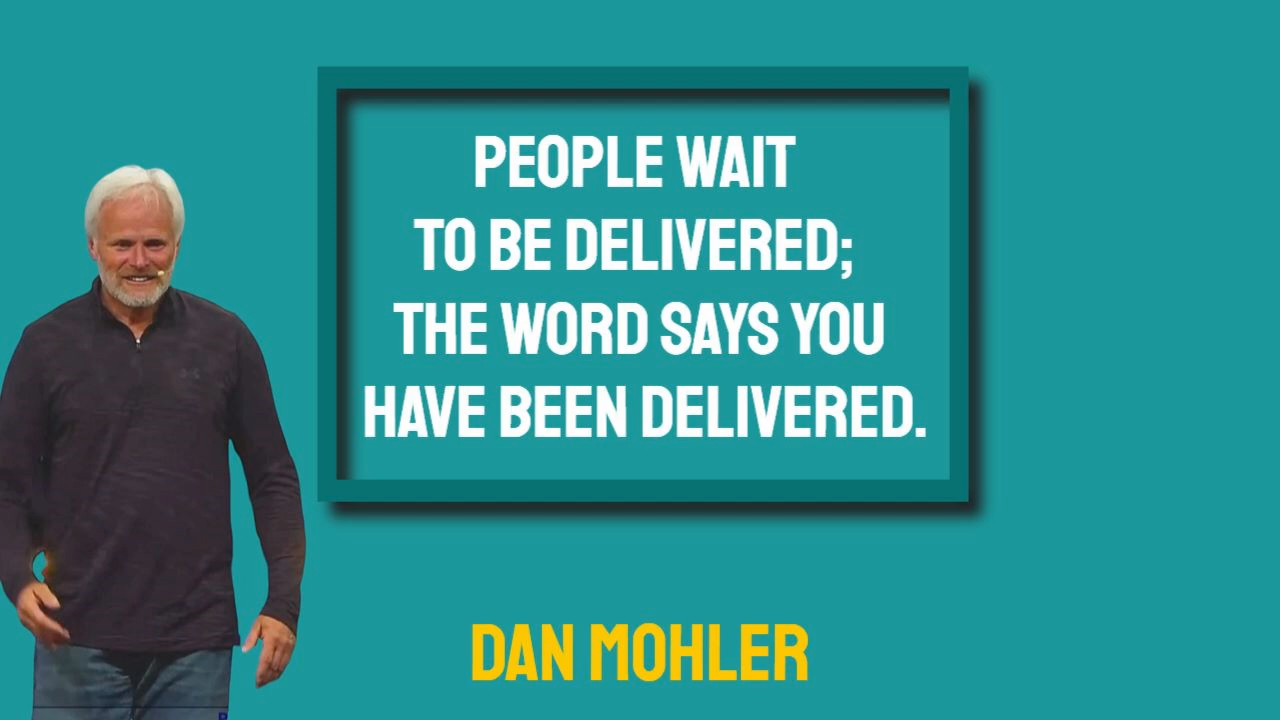 PEOPLE WAIT
TO BE DELIVERED;
THE WORD SAYS YOU
HAVE BEEN DELIVERED.
DAN MOHLER